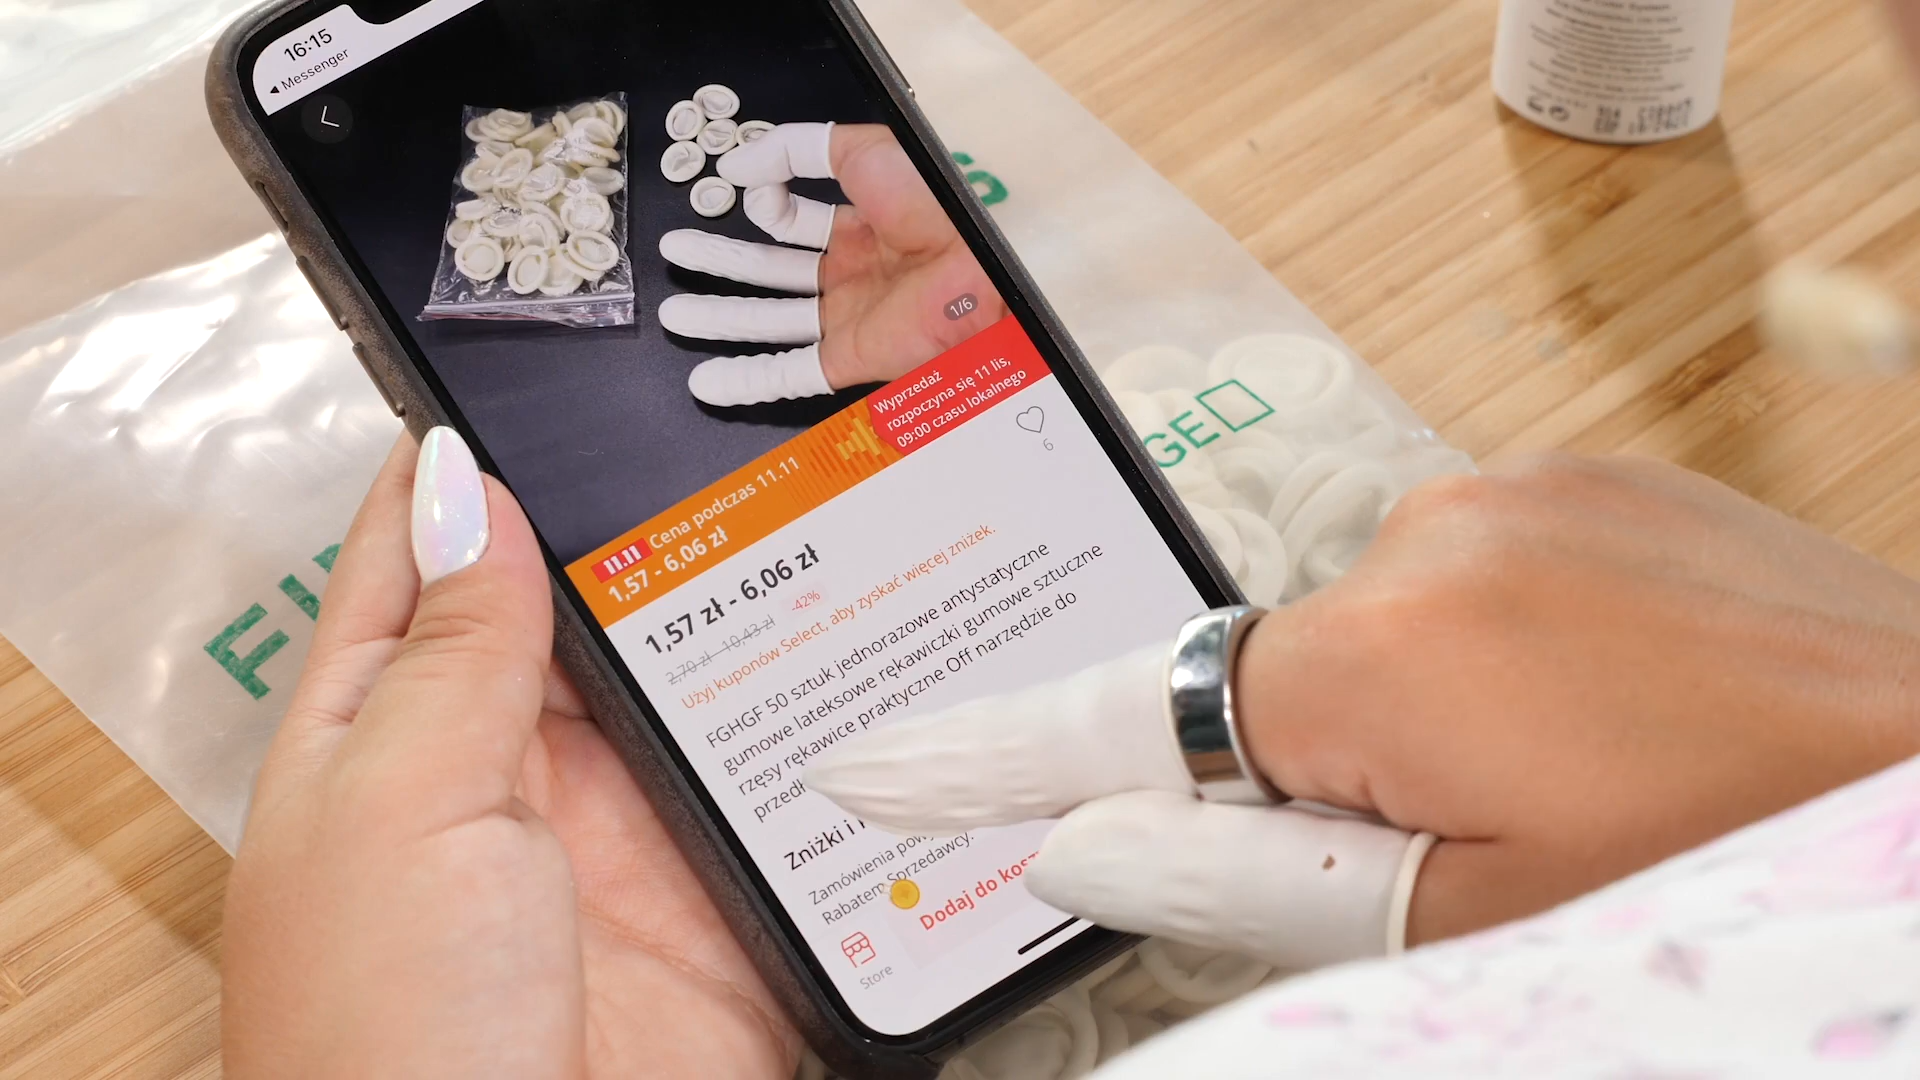 16:15
◀ Messenger
1/6
Wyprzedaż
rozpoczyna się 11 lis,
09:00 czasu lokalnego
11.11 Cena podczas 11.11
1,57 - 6,06 zł
6
1,57 zł - 6,06 zł
2,70 zł - 10,43 zł -42%
Użyj kuponów Select, aby zyskać więcej zniżek.
FGHGF 50 sztuk jednorazowe antystatyczne
gumowe lateksowe rękawiczki gumowe sztuczne
rzęsy rękawice praktyczne Off narzędzie do
Zniżki i
Zamówienia
Rabatem Sprzedawcy.
Dodaj do
Store
GE